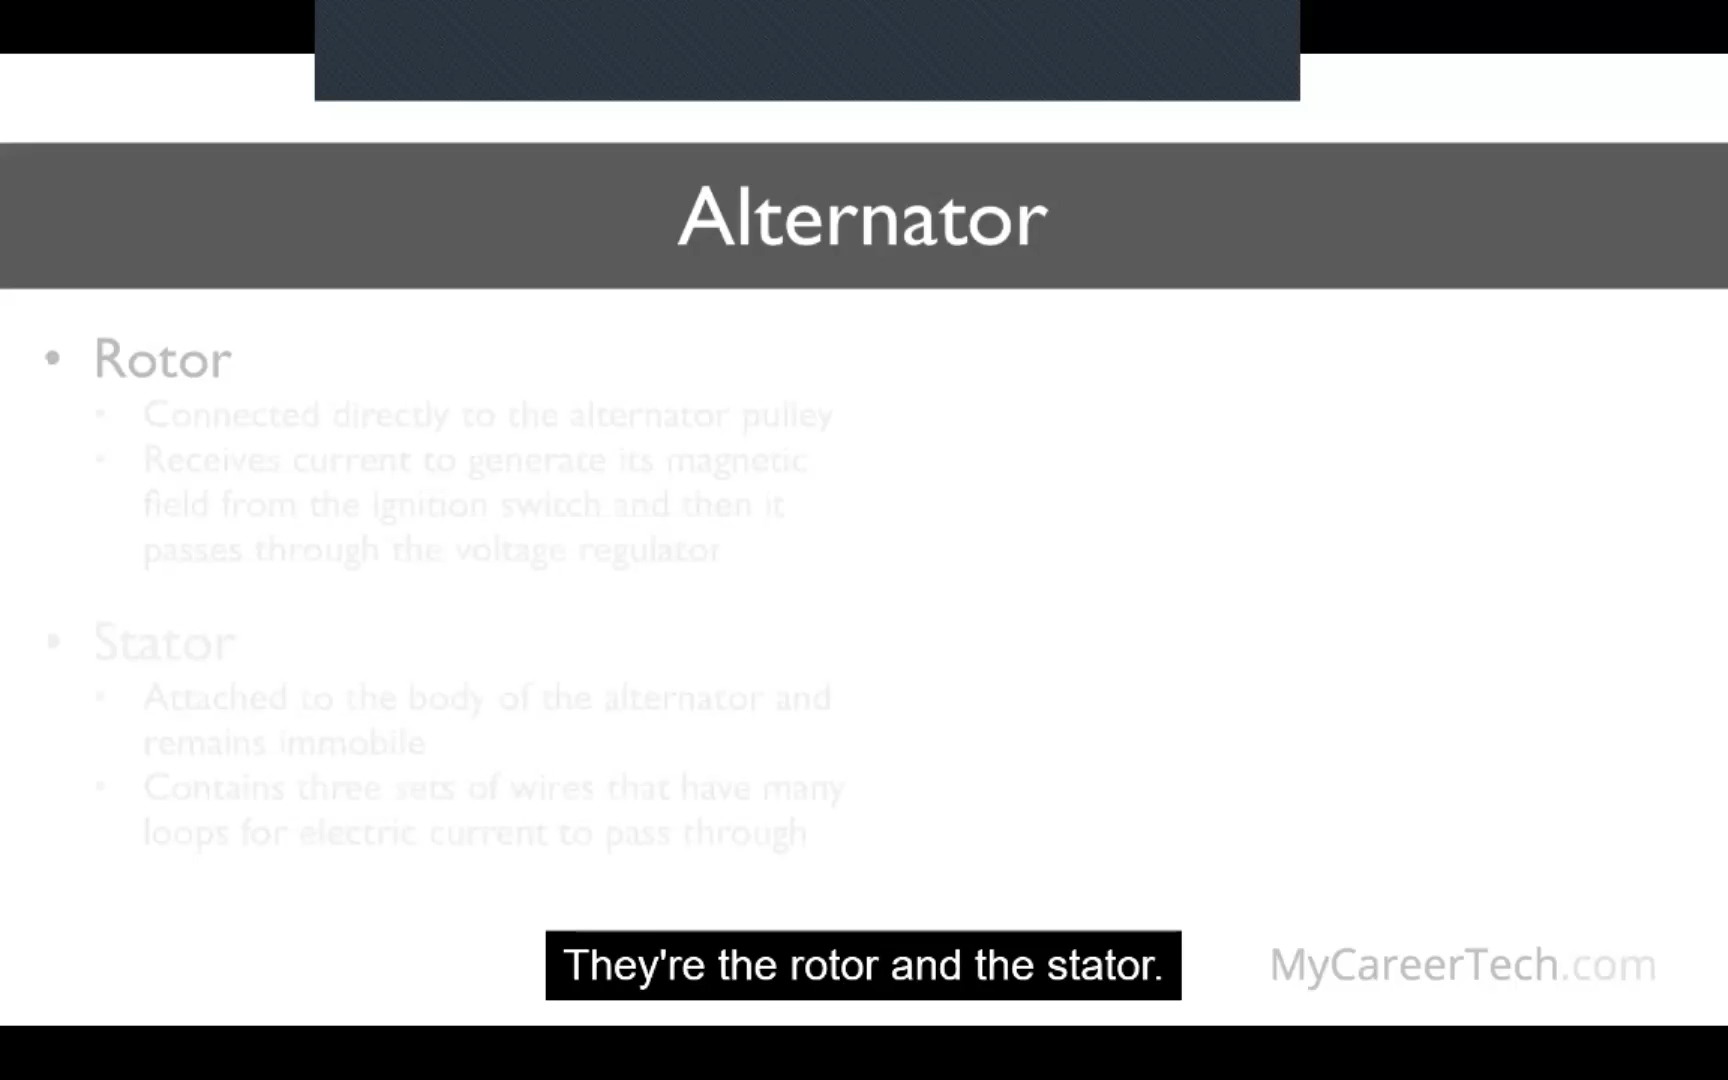 Alternator
• Rotor
• Connected directly to the alternator pulley
• Receives current to generate its magnetic
field from the ignition switch and then it
passes through the voltage regulator
• Stator
• Attached to the body of the alternator and
remains immobile
• Contains three sets of wires that have many
loops for electric current to pass through
They're the rotor and the stator.
MyCareerTech.com